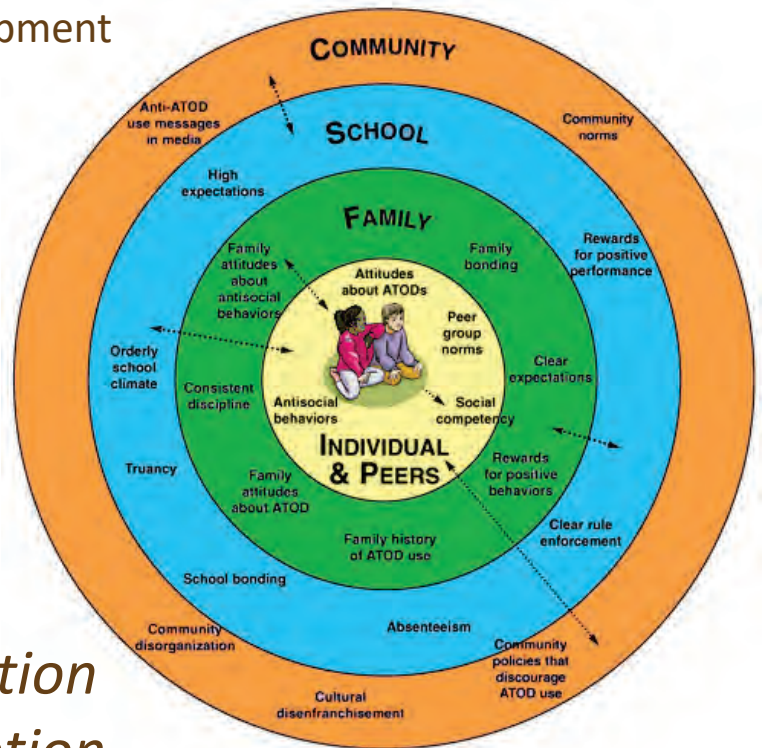 opment
COMMUNITY
Anti-ATOD
use messages
in media
Community
norms
SCHOOL
High
expectations
Rewards
for positive
performance
FAMILY
Family
attitudes
about
antisocial
behaviors
Family
bonding
Attitudes
about ATODs
Peer
group
norms
Orderly
school
climate
Consistent
discipline
Clear
expectations
Antisocial
behaviors
Social
competency
INDIVIDUAL
& PEERS
Truancy
Family
attitudes
about ATOD
Rewards
for positive
behaviors
Family history
of ATOD use
Clear rule
enforcement
School bonding
Absenteeism
Community
disorganization
Community
policies that
discourage
ATOD use
Cultural
disenfranchisement
tion